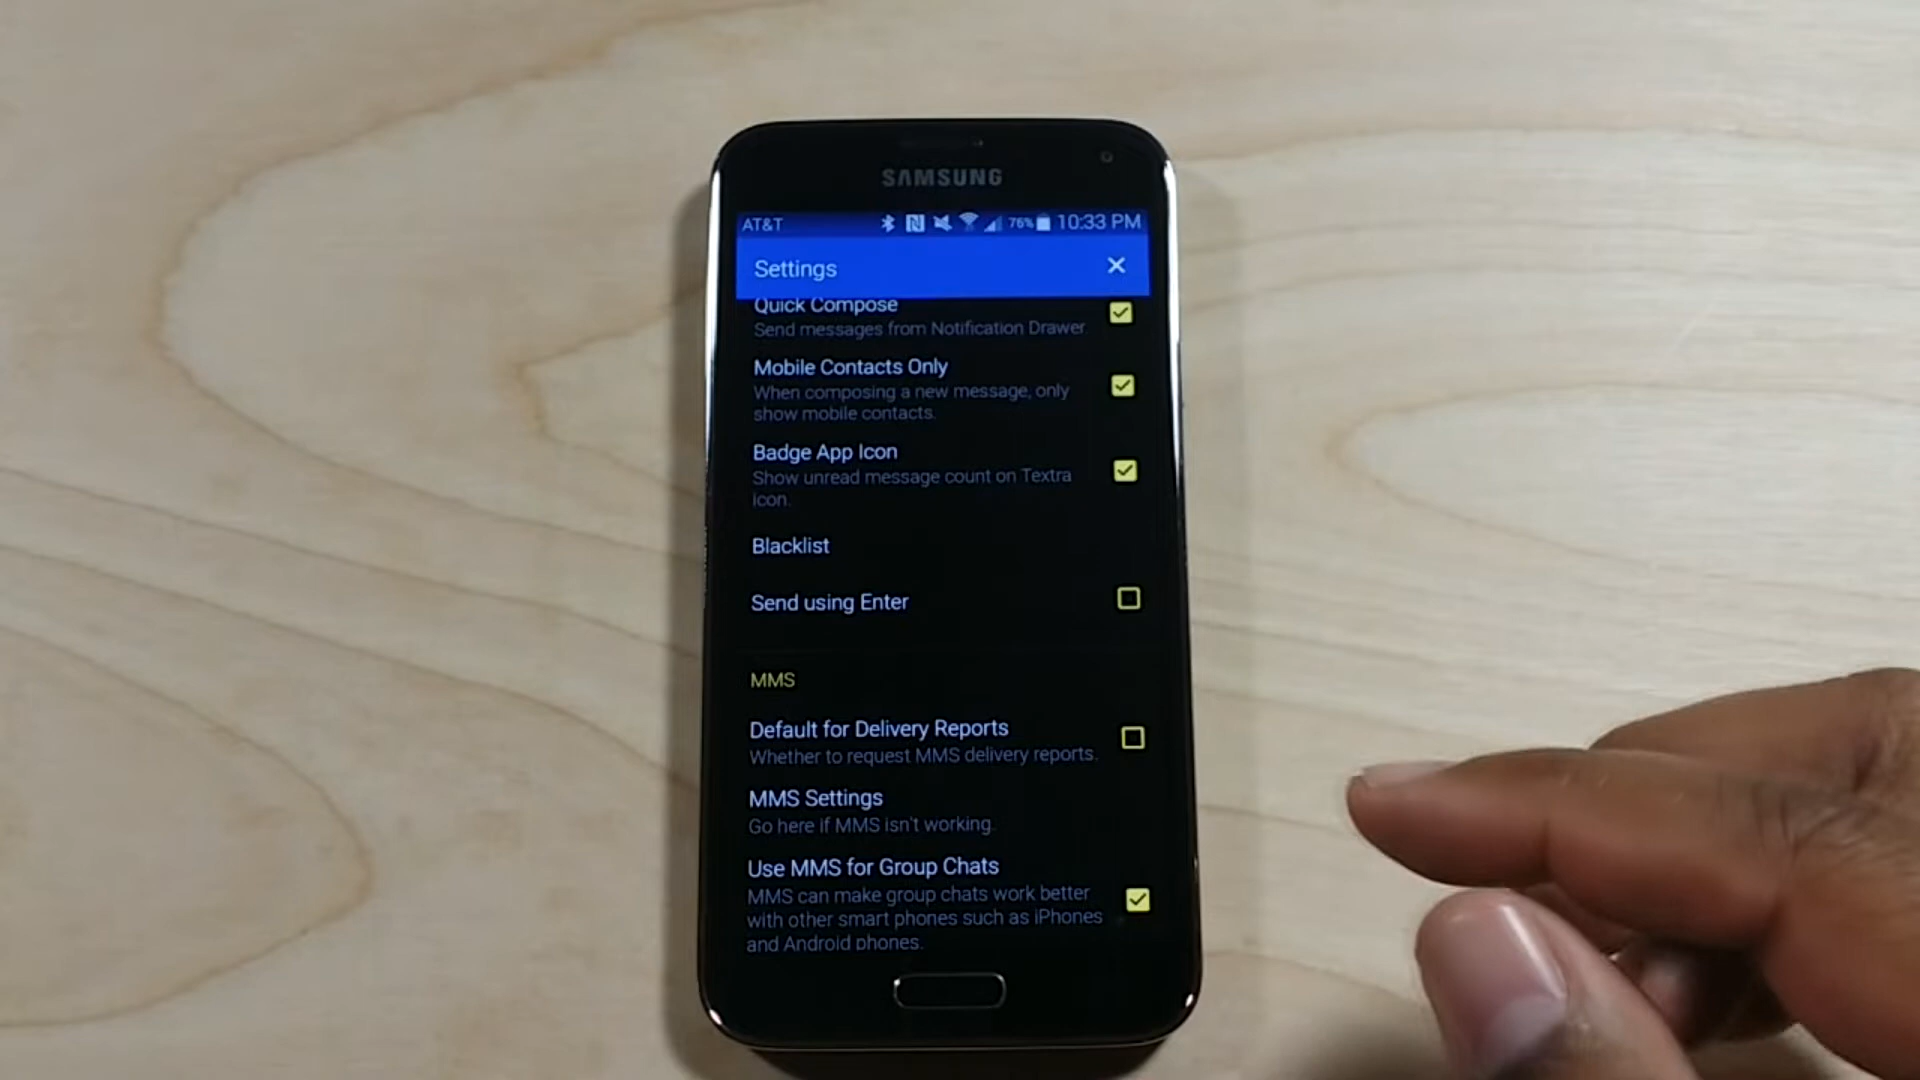 SAMSUNG
AT&T 76% 10:33 PM
Settings
Quick Compose
Send messages from Notification Drawer.
Mobile Contacts Only
When composing a new message, only
show mobile contacts.
Badge App Icon
Show unread message count on Textra
icon.
Blacklist
Send using Enter
MMS
Default for Delivery Reports
Whether to request MMS delivery reports.
MMS Settings
Go here if MMS isn't working.
Use MMS for Group Chats
MMS can make group chats work better
with other smart phones such as iPhones
and Android phones.